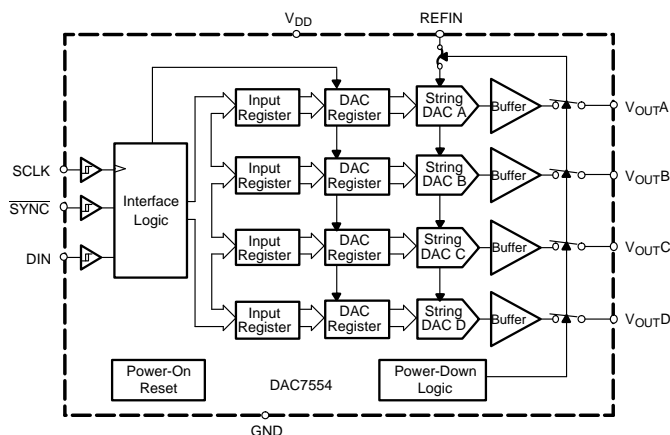 VDD
REFIN
Input Register
DAC Register
String DAC A
Buffer
VOUTA
SCLK
SYNC
DIN
Interface Logic
Input Register
DAC Register
String DAC B
Buffer
VOUTB
Input Register
DAC Register
String DAC C
Buffer
VOUTC
Input Register
DAC Register
String DAC D
Buffer
VOUTD
Power-On Reset
DAC7554
Power-Down Logic
GND